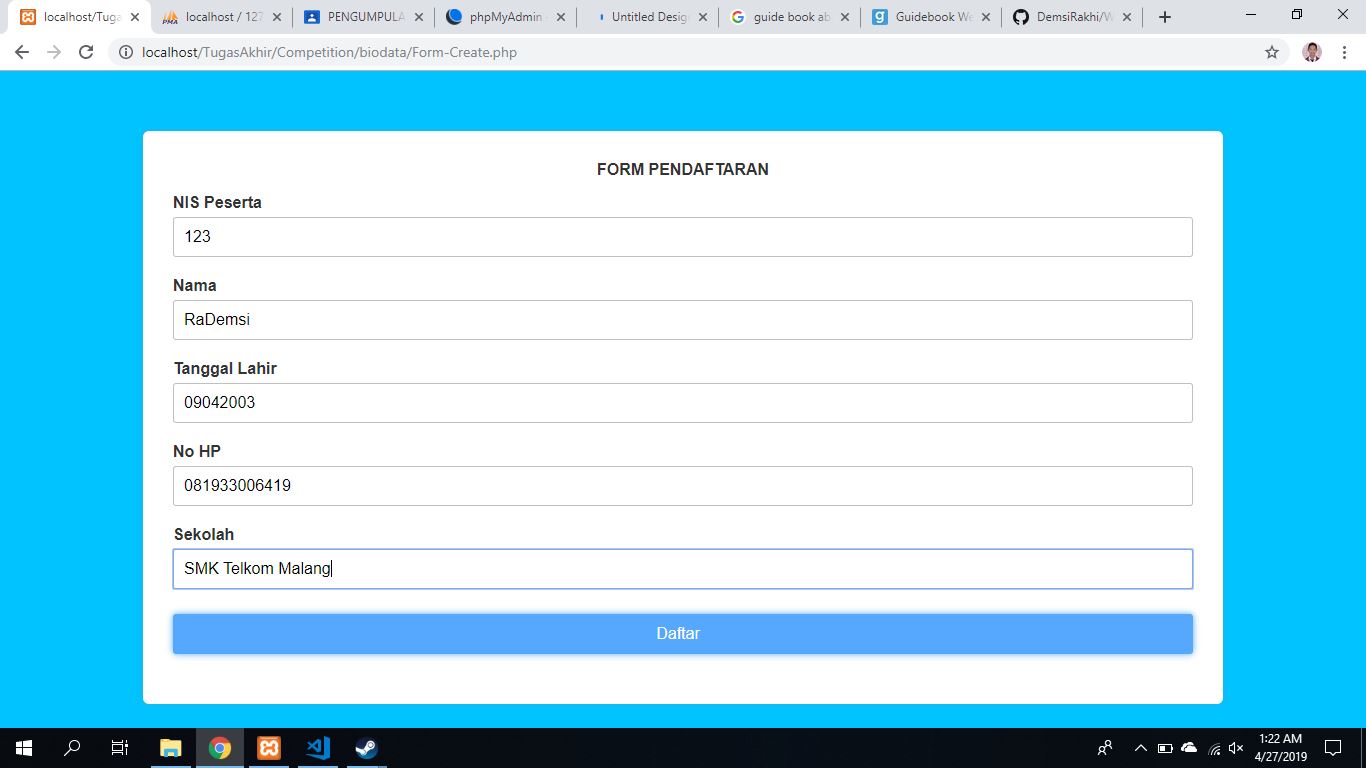 localhost/Tuga
localhost / 127
PENGUMPULA
phpMyAdmin
Untitled Design
guide book ab
Guidebook We
DemsiRakhi/W
localhost/TugasAkhir/Competition/biodata/Form-Create.php
FORM PENDAFTARAN
NIS Peserta
123
Nama
RaDemsi
Tanggal Lahir
09042003
No HP
081933006419
Sekolah
SMK Telkom Malang
Daftar
1:22 AM
4/27/2019